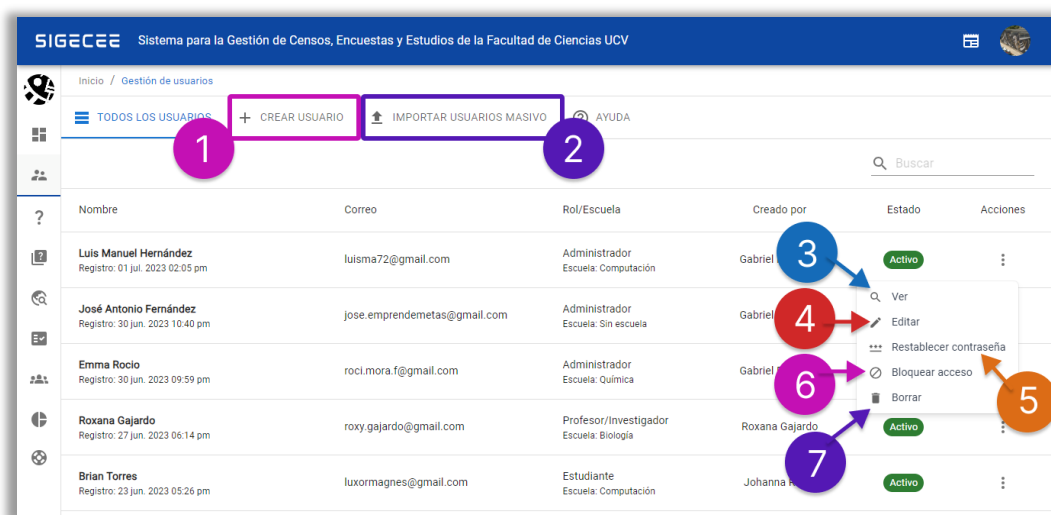 SIGECEE Sistema para la Gestión de Censos, Encuestas y Estudios de la Facultad de Ciencias UCV
Inicio / Gestión de usuarios
TODOS LOS USUARIOS + CREAR USUARIO IMPORTAR USUARIOS MASIVO AYUDA
1
2
Buscar
Nombre Correo Rol/Escuela Creado por Estado Acciones
Luis Manuel Hernández luisma72@gmail.com Administrador Gabriel Activo
Registro: 01 jul. 2023 02:05 pm Escuela: Computación
3
Ver
José Antonio Fernández jose.emprendemetas@gmail.com Administrador Gabriel
Registro: 30 jun. 2023 10:40 pm Escuela: Sin escuela
4
Editar
Restablecer contraseña
5
Emma Rocio roci.mora.f@gmail.com Administrador Gabriel
Registro: 30 jun. 2023 09:59 pm Escuela: Química
6
Bloquear acceso
Borrar
Roxana Gajardo roxy.gajardo@gmail.com Profesor/Investigador Roxana Gajardo Activo
Registro: 27 jun. 2023 06:14 pm Escuela: Biología
7
Brian Torres luxormagnes@gmail.com Estudiante Johanna Activo
Registro: 23 jun. 2023 05:26 pm Escuela: Computación